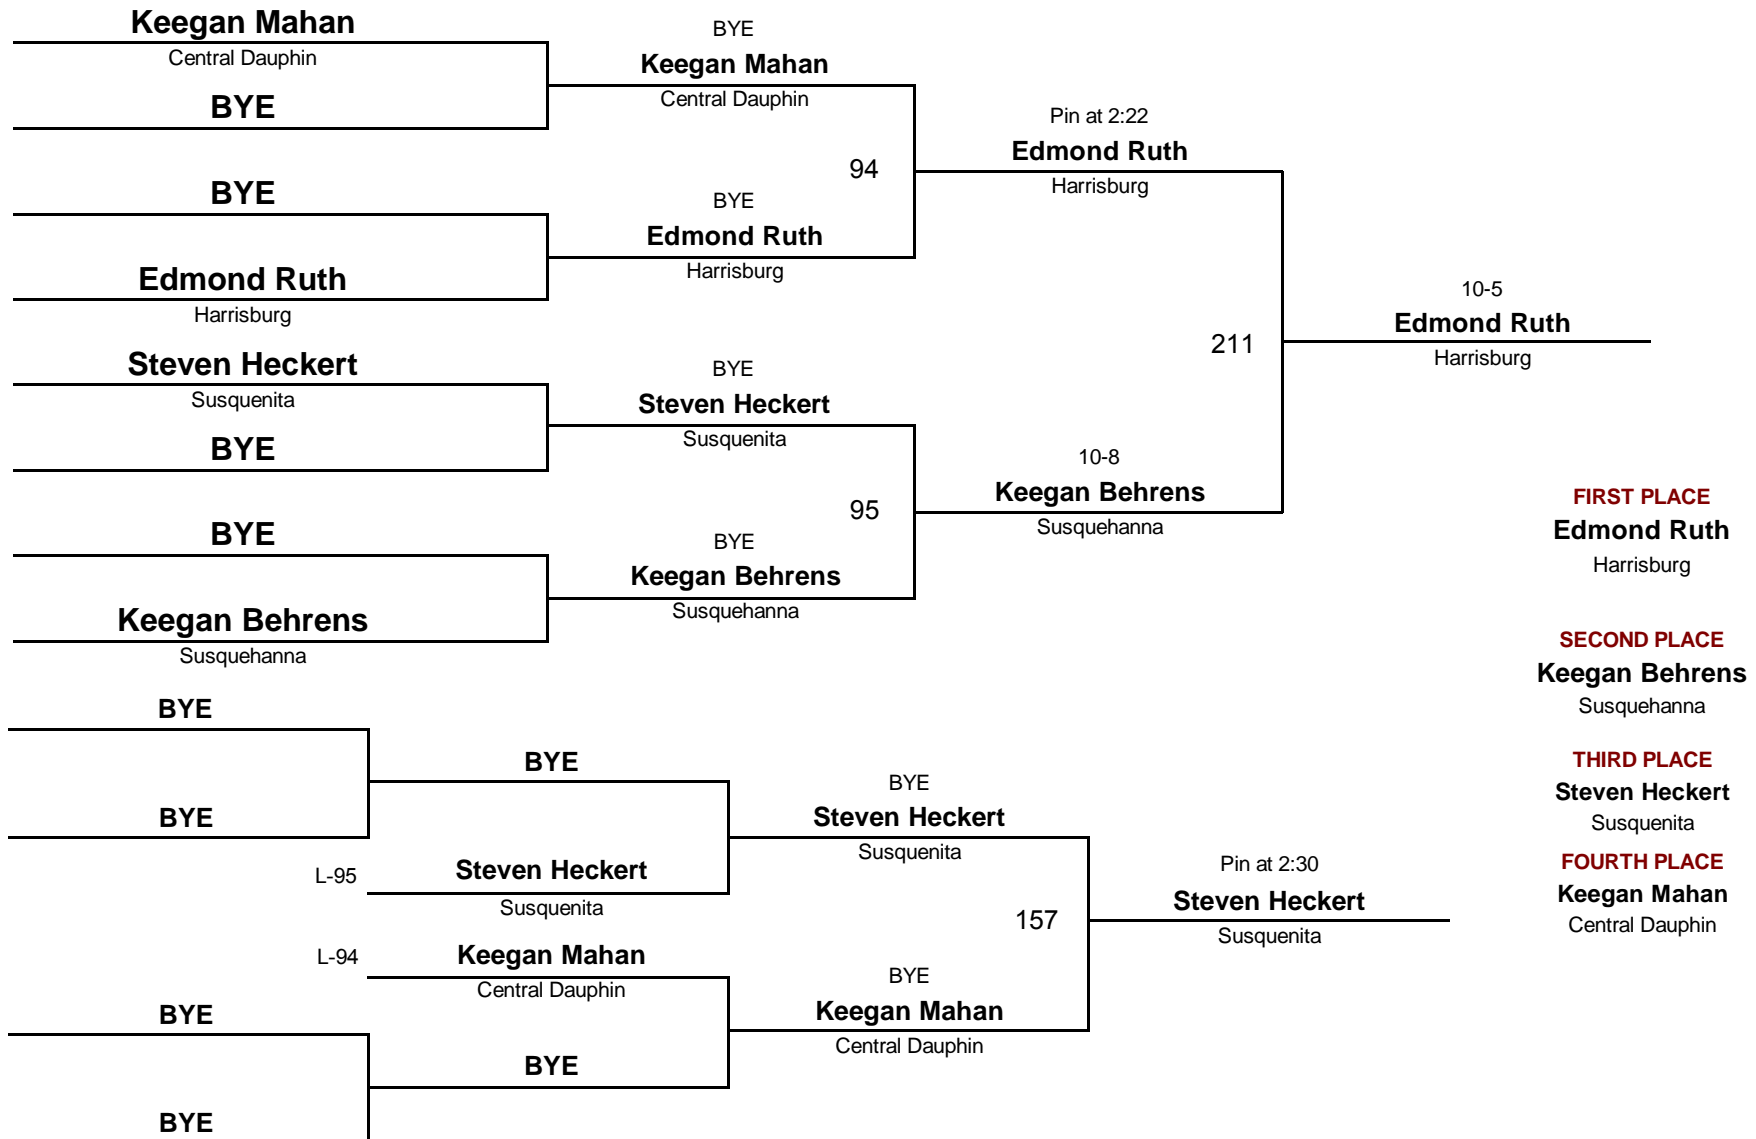 Keegan Mahan
Central Dauphin
BYE
BYE
Edmond Ruth
Harrisburg
Steven Heckert
Susquenita
BYE
BYE
Keegan Behrens
Susquehanna
BYE
Keegan Mahan
Central Dauphin
94
BYE
Edmond Ruth
Harrisburg
BYE
Steven Heckert
Susquenita
95
BYE
Keegan Behrens
Susquehanna
Pin at 2:22
Edmond Ruth
Harrisburg
211
10-8
Keegan Behrens
Susquehanna
10-5
Edmond Ruth
Harrisburg
FIRST PLACE
Edmond Ruth
Harrisburg
SECOND PLACE
Keegan Behrens
Susquehanna
THIRD PLACE
Steven Heckert
Susquenita
FOURTH PLACE
Keegan Mahan
Central Dauphin
BYE
BYE
BYE
L-95
Steven Heckert
Susquenita
L-94
Keegan Mahan
Central Dauphin
BYE
BYE
BYE
BYE
Steven Heckert
Susquenita
157
BYE
Keegan Mahan
Central Dauphin
Pin at 2:30
Steven Heckert
Susquenita